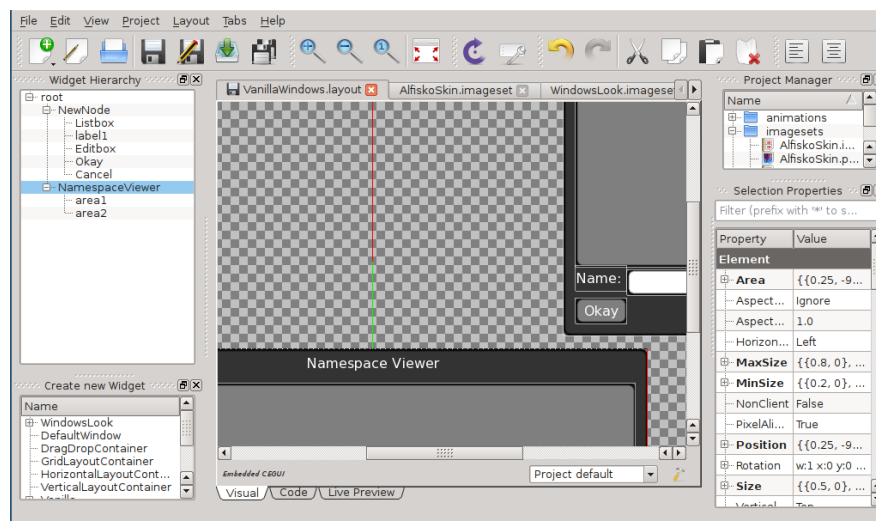 File Edit View Project Layout Tabs Help
Widget Hierarchy
root
NewNode
Listbox
label1
Editbox
Okay
Cancel
NamespaceViewer
area1
area2
Create new Widget
Name
WindowsLook
DefaultWindow
DragDropContainer
GridLayoutContainer
HorizontalLayoutCont...
VerticalLayoutContainer
Vanilla
VanillaWindows.layout AlfiskoSkin.imageset WindowsLook.imageset
Name:
Okay
Namespace Viewer
Embedded CEGUI
Project default
Visual Code Live Preview
Project Manager
Name
animations
imagesets
AlfiskoSkin.i...
AlfiskoSkin.p...
Selection Properties
Filter (prefix with '*' to s...
Property Value
Element
Area {{0.25, -9...
Aspect... Ignore
Aspect... 1.0
Horizon... Left
MaxSize {{0.8, 0}, ...
MinSize {{0.2, 0}, ...
NonClient False
PixelAli... True
Position {{0.25, -9...
Rotation w:1 x:0 y:0 ...
Size {{0.5, 0}, ...
Vertical Top